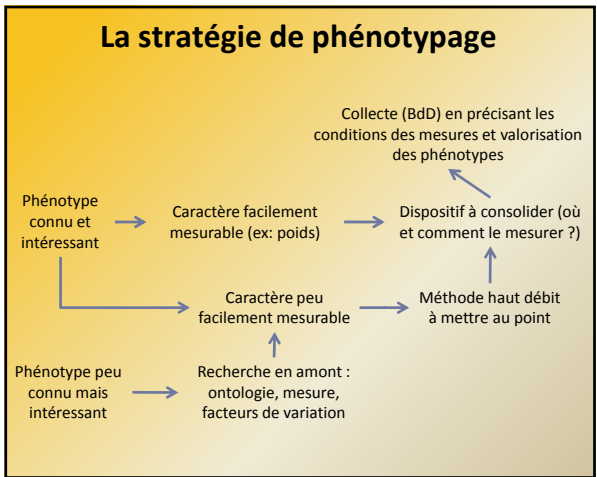 La stratégie de phénotypage
Collecte (BdD) en précisant les
conditions des mesures et valorisation
des phénotypes
Phénotype
connu et
intéressant
Caractère facilement
mesurable (ex: poids)
Dispositif à consolider (où
et comment le mesurer ?)
Caractère peu
facilement mesurable
Méthode haut débit
à mettre au point
Phénotype peu
connu mais
intéressant
Recherche en amont :
ontologie, mesure,
facteurs de variation